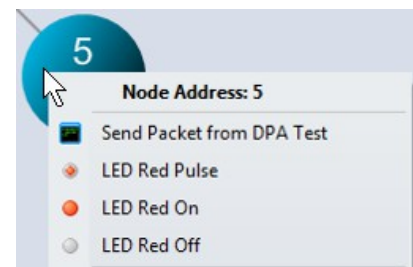 5
Node Address: 5
Send Packet from DPA Test
LED Red Pulse
LED Red On
LED Red Off